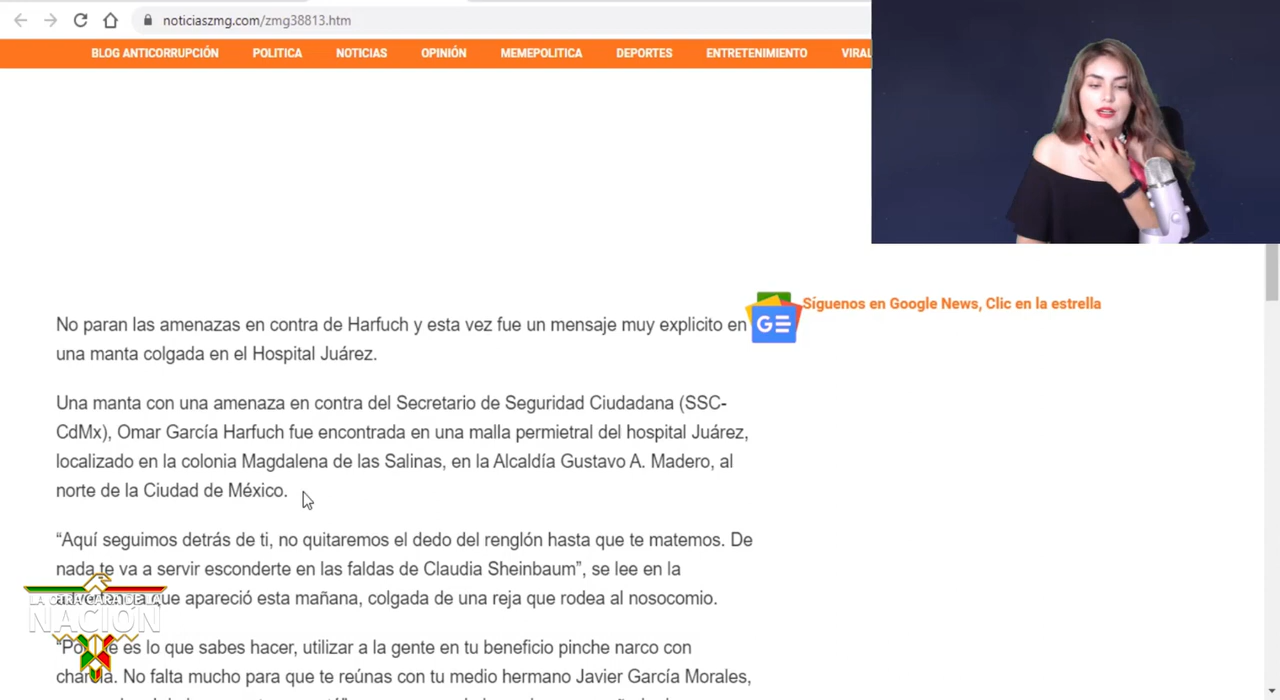 noticiaszmg.com/zmg38813.htm
BLOG ANTICORRUPCIÓN POLITICA NOTICIAS OPINIÓN MEMEPOLITICA DEPORTES ENTRETENIMIENTO VIRAL
Síguenos en Google News, Clic en la estrella
GE
No paran las amenazas en contra de Harfuch y esta vez fue un mensaje muy explicito en
una manta colgada en el Hospital Juárez.
Una manta con una amenaza en contra del Secretario de Seguridad Ciudadana (SSC-
CdMx), Omar García Harfuch fue encontrada en una malla permietral del hospital Juárez,
localizado en la colonia Magdalena de las Salinas, en la Alcaldía Gustavo A. Madero, al
norte de la Ciudad de México.
“Aquí seguimos detrás de ti, no quitaremos el dedo del renglón hasta que te matemos. De
nada te va a servir esconderte en las faldas de Claudia Sheinbaum”, se lee en la
que apareció esta mañana, colgada de una reja que rodea al nosocomio.
LA OTRA CARA DE LA
NACIÓN
es lo que sabes hacer, utilizar a la gente en tu beneficio pinche narco con
No falta mucho para que te reúnas con tu medio hermano Javier García Morales,